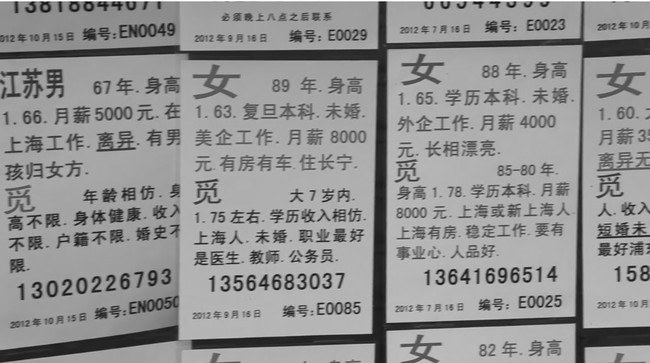 13818844671
2012年10月15日 编号:EN0049
江苏男 67年.身高
1.66.月薪5000元.在
上海工作.离异.有男
孩归女方.
觅 年龄相仿.身
高不限.身体健康.收入
不限.户籍不限.婚史不
限.
13020226793
2012年10月15日 编号:EN0050
必须晚上八点之后联系
2012年9月16日 编号:E0029
女 89年.身高
1.63.复旦本科.未婚.
美企工作.月薪8000
元.有房有车.住长宁.
觅 大7岁内.
1.75左右.学历收入相仿.
上海人.未婚.职业最好
是医生.教师.公务员.
13564683037
2012年9月16日 编号:E0085
女
2012年7月16日 编号:E0023
女 88年.身高
1.65.学历本科.未婚.
外企工作.月薪4000
元.长相漂亮.
觅 85-80年.
身高1.78.学历本科.月薪
8000元.上海或新上海人.
上海有房.稳定工作.要有
事业心.人品好.
13641696514
2012年7月16日 编号:E0025
女 82年.身高
女
1.60.
月薪35
离异无
觅
人.收入
短婚未
最好浦东
158
2012年10月